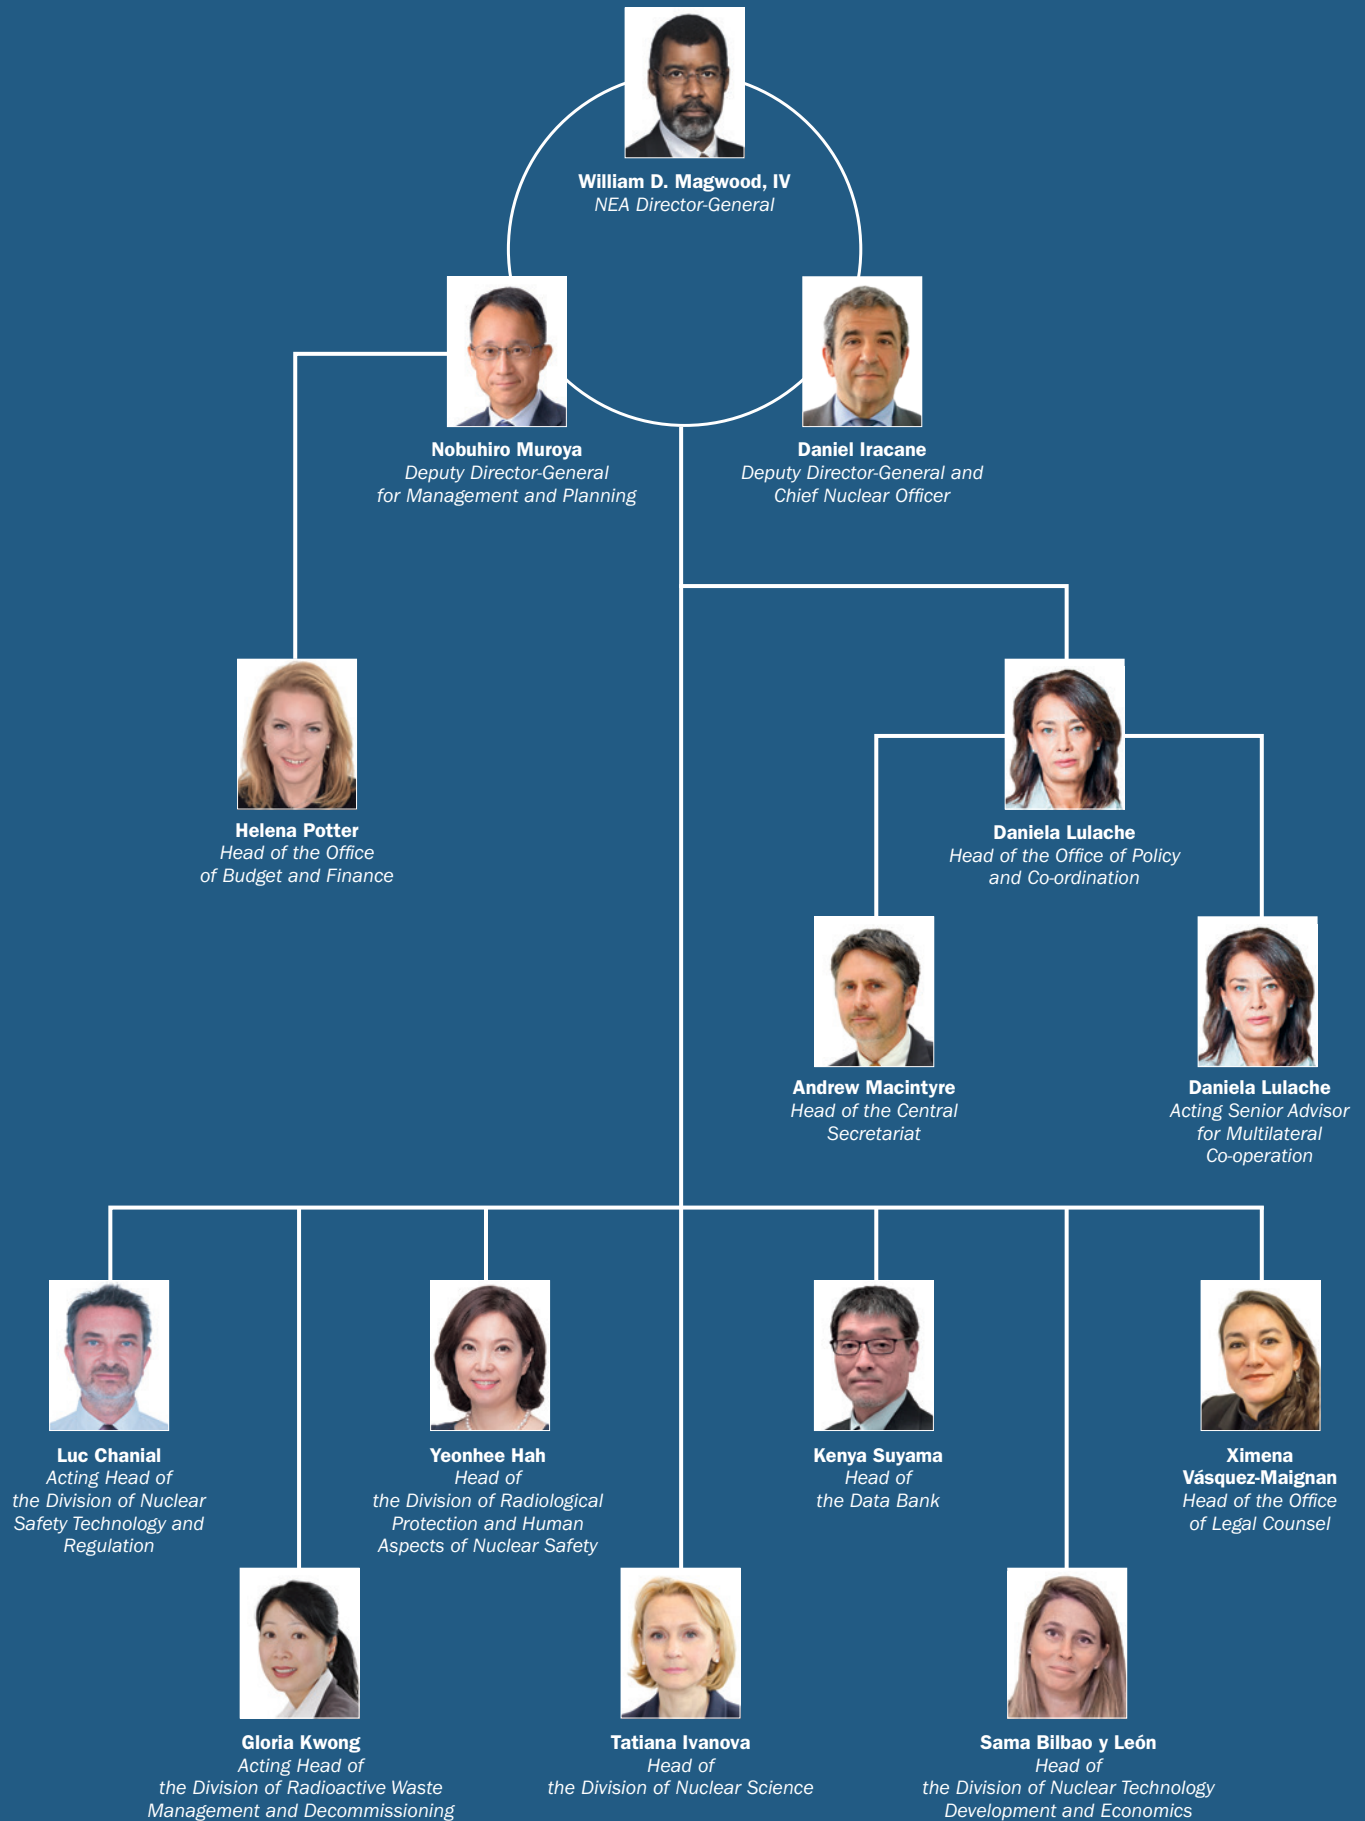 William D. Magwood, IV
NEA Director-General
Nobuhiro Muroya
Deputy Director-General
for Management and Planning
Daniel Iracane
Deputy Director-General and
Chief Nuclear Officer
Helena Potter
Head of the Office
of Budget and Finance
Daniela Lulache
Head of the Office of Policy
and Co-ordination
Andrew Macintyre
Head of the Central
Secretariat
Daniela Lulache
Acting Senior Advisor
for Multilateral
Co-operation
Luc Chanial
Acting Head of
the Division of Nuclear
Safety Technology and
Regulation
Yeonhee Hah
Head of
the Division of Radiological
Protection and Human
Aspects of Nuclear Safety
Kenya Suyama
Head of
the Data Bank
Ximena
Vásquez-Maignan
Head of the Office
of Legal Counsel
Gloria Kwong
Acting Head of
the Division of Radioactive Waste
Management and Decommissioning
Tatiana Ivanova
Head of
the Division of Nuclear Science
Sama Bilbao y León
Head of
the Division of Nuclear Technology
Development and Economics